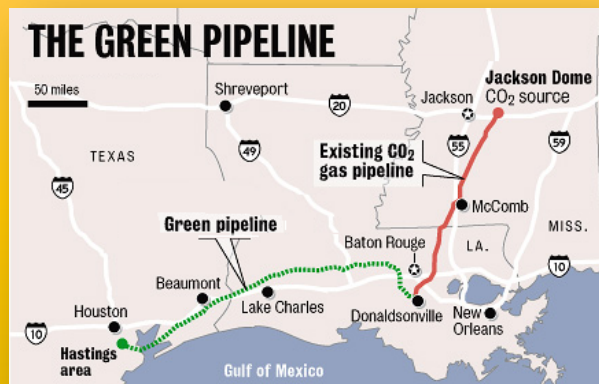 THE GREEN PIPELINE
50 miles
Shreveport
20
Jackson
Jackson Dome
CO₂ source
TEXAS
49
Existing CO₂
gas pipeline
55
59
45
McComb
Green pipeline
Baton Rouge
LA.
MISS.
10
Beaumont
Lake Charles
Houston
Donaldsonville
New
Orleans
10
Hastings
area
Gulf of Mexico